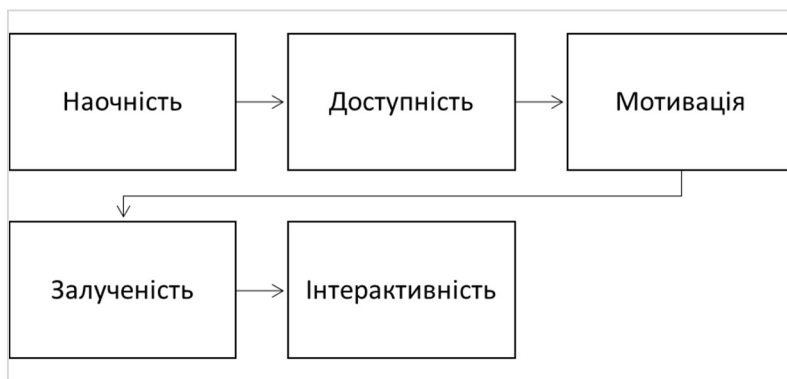 Наочність
Доступність
Мотивація
Залученість
Інтерактивність